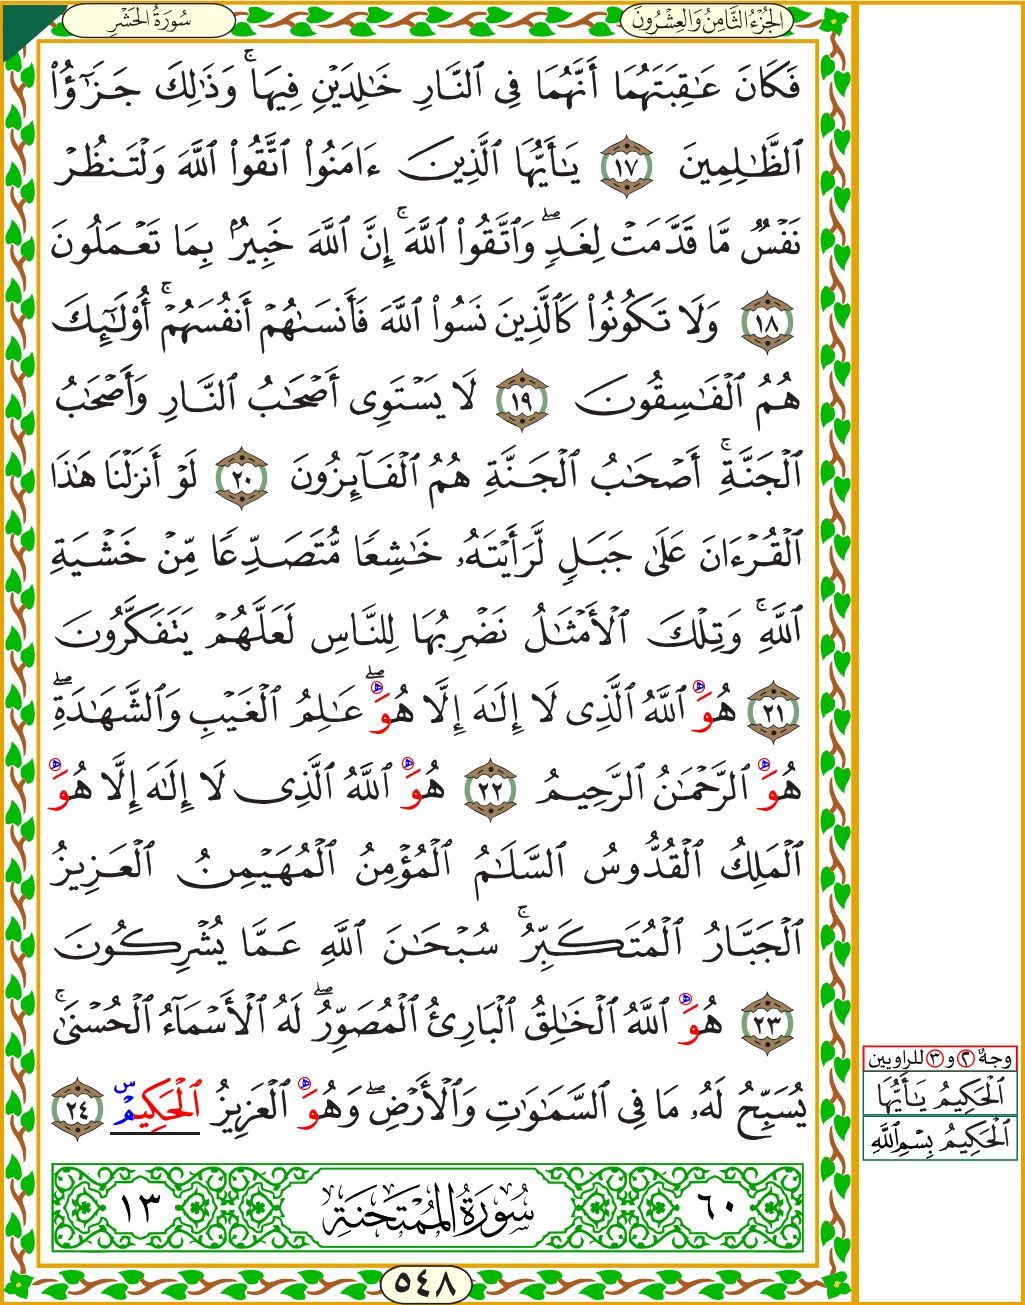 الجُزْءُ الثَّامِنُ وَالعِشْرُونَ
سُورَةُ الحَشْرِ
فَكَانَ عَٰقِبَتَهُمَا أَنَّهُمَا فِي ٱلنَّارِ خَٰلِدَيْنِ فِيهَاۚ وَذَٰلِكَ جَزَٰٓؤُاْ
ٱلظَّٰلِمِينَ ١٧ يَٰٓأَيُّهَا ٱلَّذِينَ ءَامَنُواْ ٱتَّقُواْ ٱللَّهَ وَلْتَنظُرْ
نَفْسٌ مَّا قَدَّمَتْ لِغَدٍۖ وَٱتَّقُواْ ٱللَّهَۚ إِنَّ ٱللَّهَ خَبِيرٌۢ بِمَا تَعْمَلُونَ
١٨ وَلَا تَكُونُواْ كَٱلَّذِينَ نَسُواْ ٱللَّهَ فَأَنسَىٰهُمْ أَنفُسَهُمْۚ أُوْلَٰٓئِكَ
هُمُ ٱلْفَٰسِقُونَ ١٩ لَا يَسْتَوِي أَصْحَٰبُ ٱلنَّارِ وَأَصْحَٰبُ
ٱلْجَنَّةِۚ أَصْحَٰبُ ٱلْجَنَّةِ هُمُ ٱلْفَآئِزُونَ ٢٠ لَوْ أَنزَلْنَا هَٰذَا
ٱلْقُرْءَانَ عَلَىٰ جَبَلٍ لَّرَأَيْتَهُۥ خَٰشِعًا مُّتَصَدِّعًا مِّنْ خَشْيَةِ
ٱللَّهِۚ وَتِلْكَ ٱلْأَمْثَٰلُ نَضْرِبُهَا لِلنَّاسِ لَعَلَّهُمْ يَتَفَكَّرُونَ
٢١ هُوَ ٱللَّهُ ٱلَّذِي لَا إِلَٰهَ إِلَّا هُوَۖ عَٰلِمُ ٱلْغَيْبِ وَٱلشَّهَٰدَةِۖ
هُوَ ٱلرَّحْمَٰنُ ٱلرَّحِيمُ ٢٢ هُوَ ٱللَّهُ ٱلَّذِي لَا إِلَٰهَ إِلَّا هُوَ
ٱلْمَلِكُ ٱلْقُدُّوسُ ٱلسَّلَٰمُ ٱلْمُؤْمِنُ ٱلْمُهَيْمِنُ ٱلْعَزِيزُ
ٱلْجَبَّارُ ٱلْمُتَكَبِّرُۚ سُبْحَٰنَ ٱللَّهِ عَمَّا يُشْرِكُونَ
٢٣ هُوَ ٱللَّهُ ٱلْخَٰلِقُ ٱلْبَارِئُ ٱلْمُصَوِّرُۖ لَهُ ٱلْأَسْمَآءُ ٱلْحُسْنَىٰۚ
يُسَبِّحُ لَهُۥ مَا فِي ٱلسَّمَٰوَٰتِ وَٱلْأَرْضِۖ وَهُوَ ٱلْعَزِيزُ ٱلْحَكِيمُ س ٢٤
٦٠ سُورَةُ المُمْتَحَنَةِ ١٣
٥٤٨
وجهٌ ٢ و ٣ للراويين
ٱلْحَكِيمُ يَٰٓأَيُّهَا
ٱلْحَكِيمُ بِسْمِ ٱللَّهِ